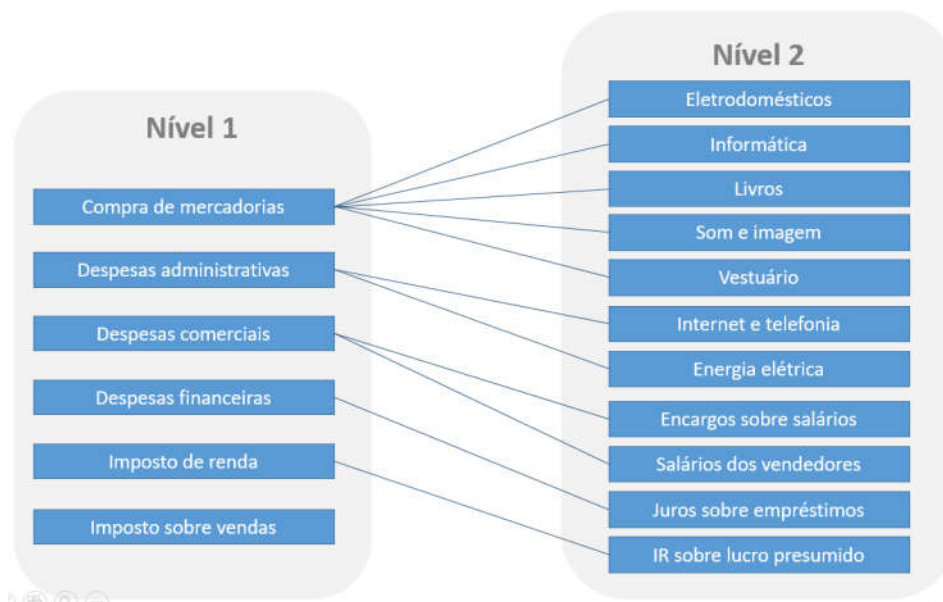 Nível 1
Compra de mercadorias
Despesas administrativas
Despesas comerciais
Despesas financeiras
Imposto de renda
Imposto sobre vendas
Nível 2
Eletrodomésticos
Informática
Livros
Som e imagem
Vestuário
Internet e telefonia
Energia elétrica
Encargos sobre salários
Salários dos vendedores
Juros sobre empréstimos
IR sobre lucro presumido